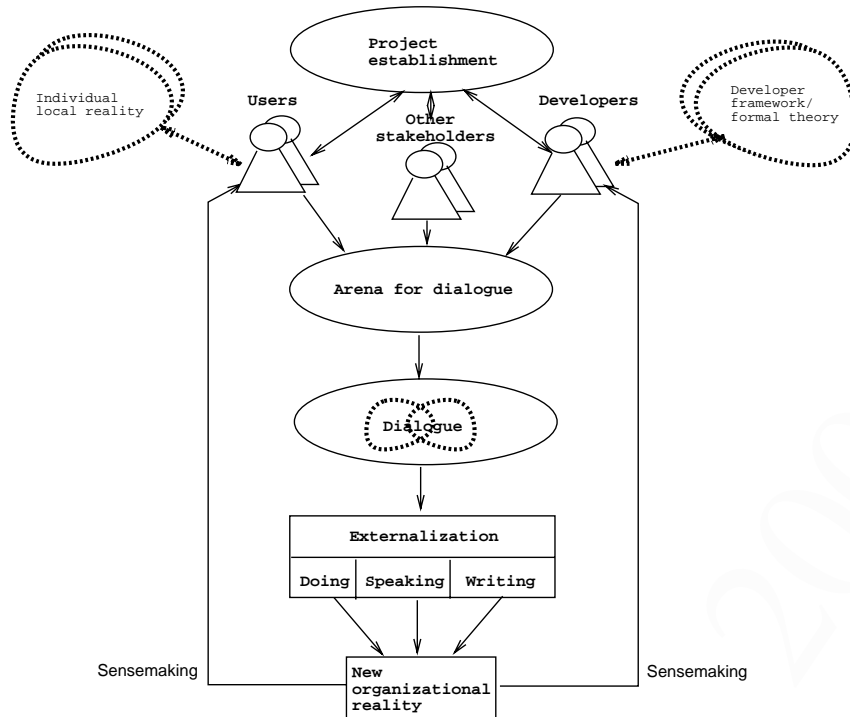 Project
establishment
Individual
local reality
Users
Developers
Developer
framework/
formal theory
Other
stakeholders
Arena for dialogue
Dialogue
Externalization
Doing
Speaking
Writing
Sensemaking
New
organizational
reality
Sensemaking